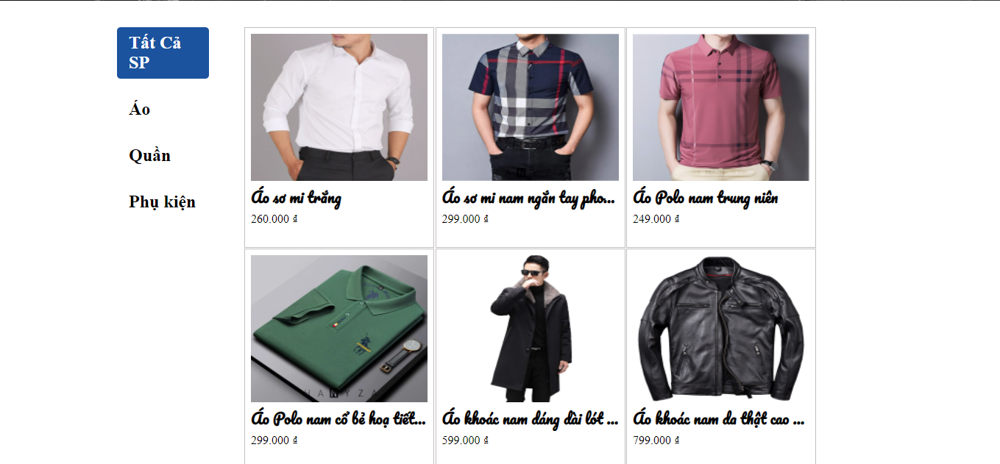 Tất Cả
SP
Áo
Quần
Phụ kiện
Áo sơ mi trắng
260.000 ₫
Áo sơ mi nam ngắn tay pho...
299.000 ₫
Áo Polo nam trung niên
249.000 ₫
Áo Polo nam cổ bẻ hoạ tiết...
299.000 ₫
Áo khoác nam dáng dài lót ...
599.000 ₫
Áo khoác nam da thật cao ...
799.000 ₫